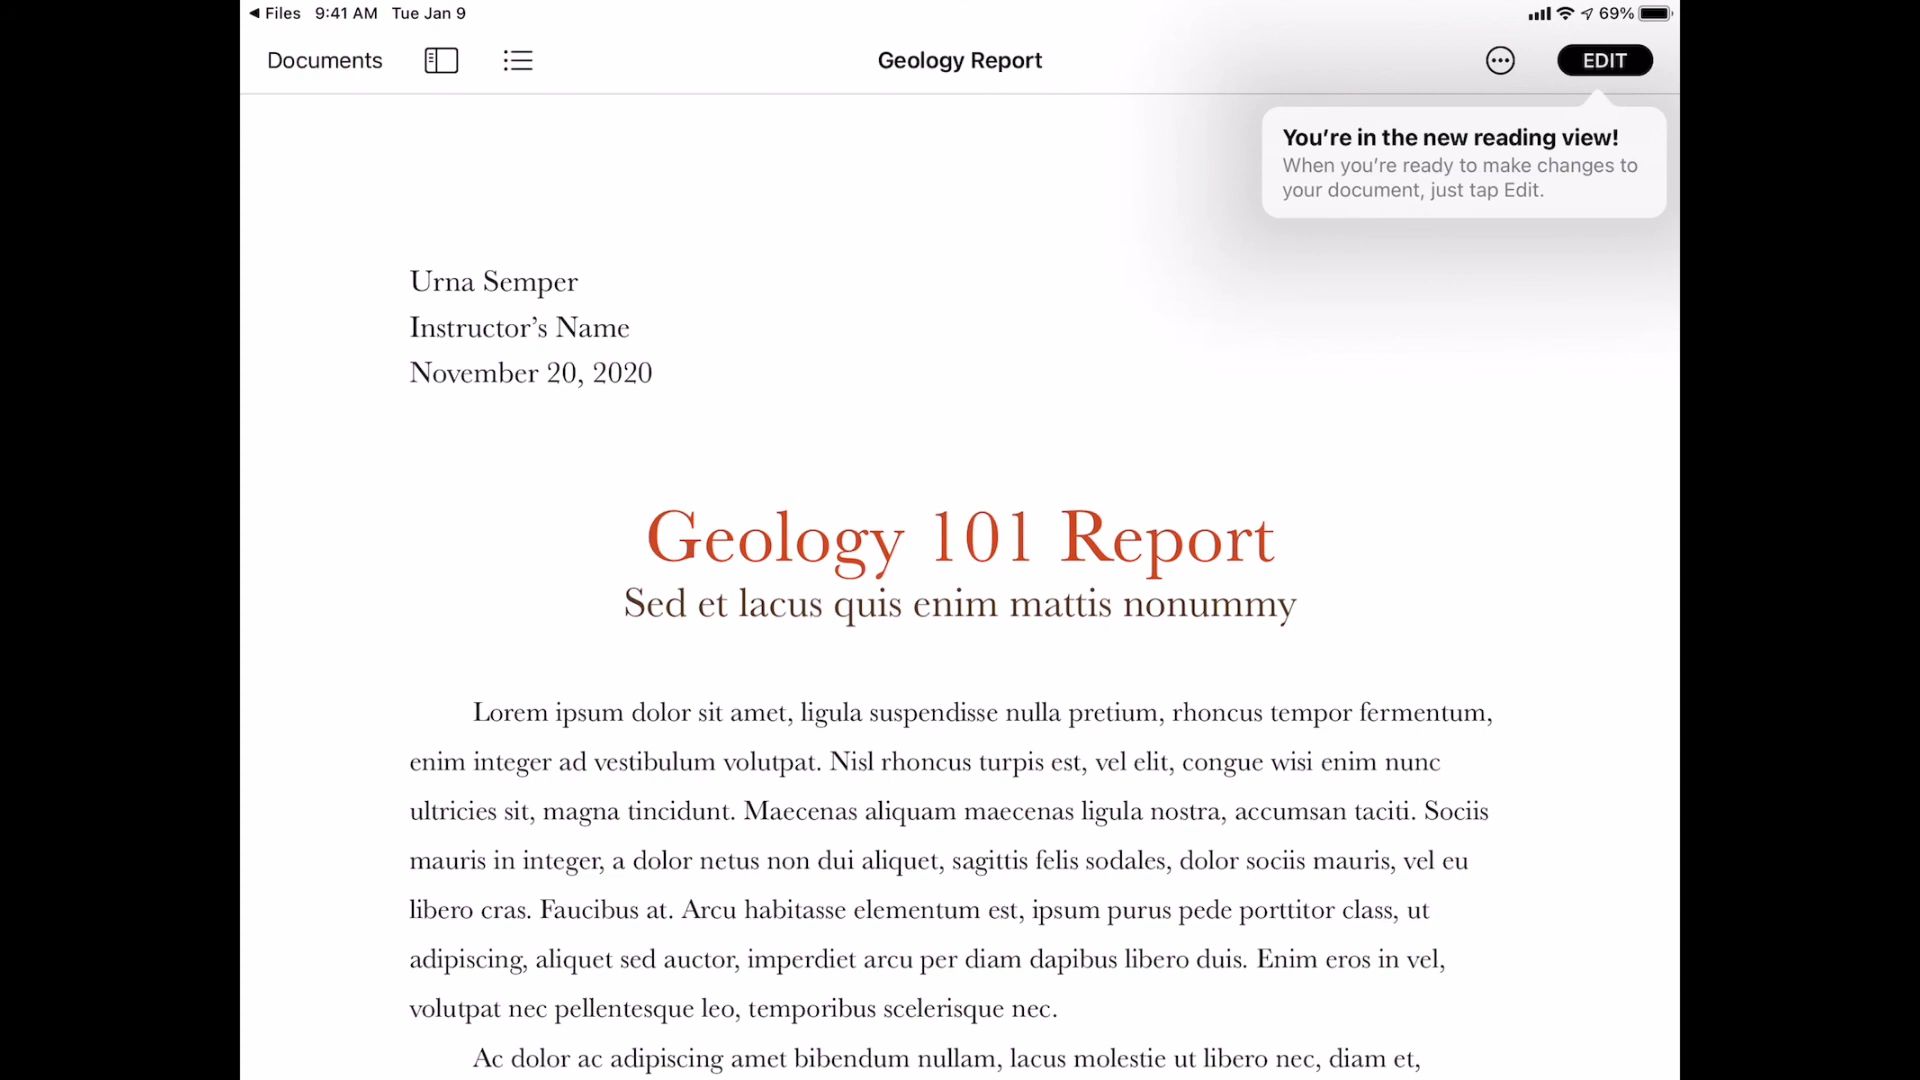 ◀ Files 9:41 AM Tue Jan 9 69%
Documents Geology Report EDIT
You're in the new reading view!
When you're ready to make changes to
your document, just tap Edit.
Urna Semper
Instructor's Name
November 20, 2020
Geology 101 Report
Sed et lacus quis enim mattis nonummy
Lorem ipsum dolor sit amet, ligula suspendisse nulla pretium, rhoncus tempor fermentum,
enim integer ad vestibulum volutpat. Nisl rhoncus turpis est, vel elit, congue wisi enim nunc
ultricies sit, magna tincidunt. Maecenas aliquam maecenas ligula nostra, accumsan taciti. Sociis
mauris in integer, a dolor netus non dui aliquet, sagittis felis sodales, dolor sociis mauris, vel eu
libero cras. Faucibus at. Arcu habitasse elementum est, ipsum purus pede porttitor class, ut
adipiscing, aliquet sed auctor, imperdiet arcu per diam dapibus libero duis. Enim eros in vel,
volutpat nec pellentesque leo, temporibus scelerisque nec.
Ac dolor ac adipiscing amet bibendum nullam, lacus molestie ut libero nec, diam et,